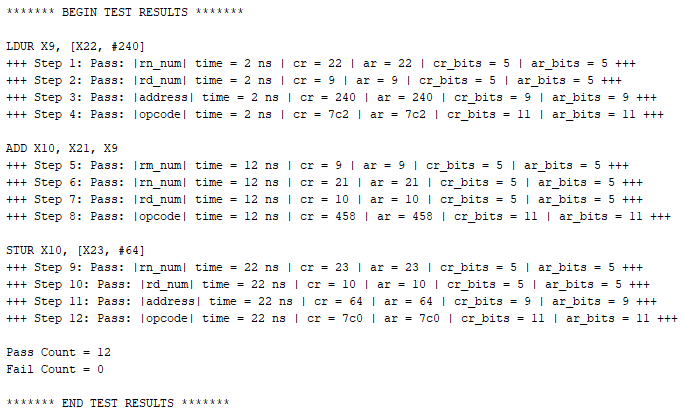 ******* BEGIN TEST RESULTS *******
LDUR X9, [X22, #240]
+++ Step 1: Pass: |rn_num| time = 2 ns | cr = 22 | ar = 22 | cr_bits = 5 | ar_bits = 5 +++
+++ Step 2: Pass: |rd_num| time = 2 ns | cr = 9 | ar = 9 | cr_bits = 5 | ar_bits = 5 +++
+++ Step 3: Pass: |address| time = 2 ns | cr = 240 | ar = 240 | cr_bits = 9 | ar_bits = 9 +++
+++ Step 4: Pass: |opcode| time = 2 ns | cr = 7c2 | ar = 7c2 | cr_bits = 11 | ar_bits = 11 +++
ADD X10, X21, X9
+++ Step 5: Pass: |rm_num| time = 12 ns | cr = 9 | ar = 9 | cr_bits = 5 | ar_bits = 5 +++
+++ Step 6: Pass: |rn_num| time = 12 ns | cr = 21 | ar = 21 | cr_bits = 5 | ar_bits = 5 +++
+++ Step 7: Pass: |rd_num| time = 12 ns | cr = 10 | ar = 10 | cr_bits = 5 | ar_bits = 5 +++
+++ Step 8: Pass: |opcode| time = 12 ns | cr = 458 | ar = 458 | cr_bits = 11 | ar_bits = 11 +++
STUR X10, [X23, #64]
+++ Step 9: Pass: |rn_num| time = 22 ns | cr = 23 | ar = 23 | cr_bits = 5 | ar_bits = 5 +++
+++ Step 10: Pass: |rd_num| time = 22 ns | cr = 10 | ar = 10 | cr_bits = 5 | ar_bits = 5 +++
+++ Step 11: Pass: |address| time = 22 ns | cr = 64 | ar = 64 | cr_bits = 9 | ar_bits = 9 +++
+++ Step 12: Pass: |opcode| time = 22 ns | cr = 7c0 | ar = 7c0 | cr_bits = 11 | ar_bits = 11 +++
Pass Count = 12
Fail Count = 0
******* END TEST RESULTS *******